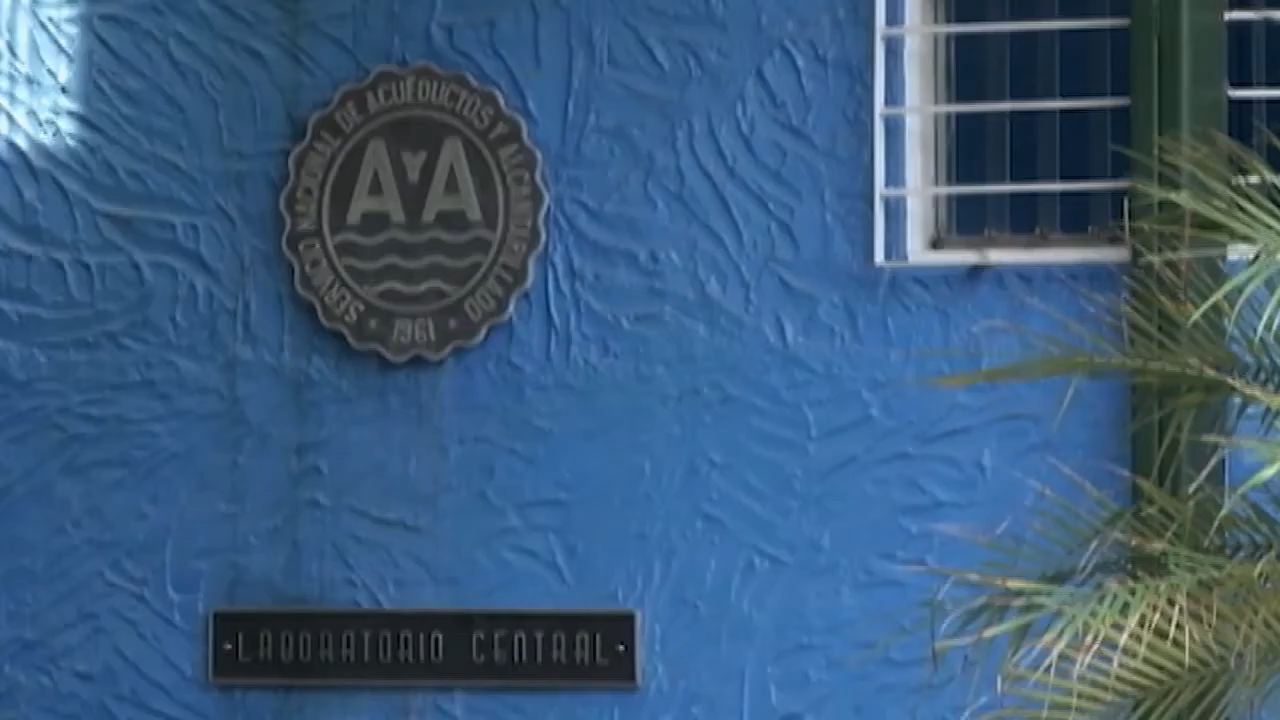 SERVICIO NACIONAL DE ACUEDUCTOS Y ALCANTARILLADO
AYA
1961
LABORATORIO CENTRAL